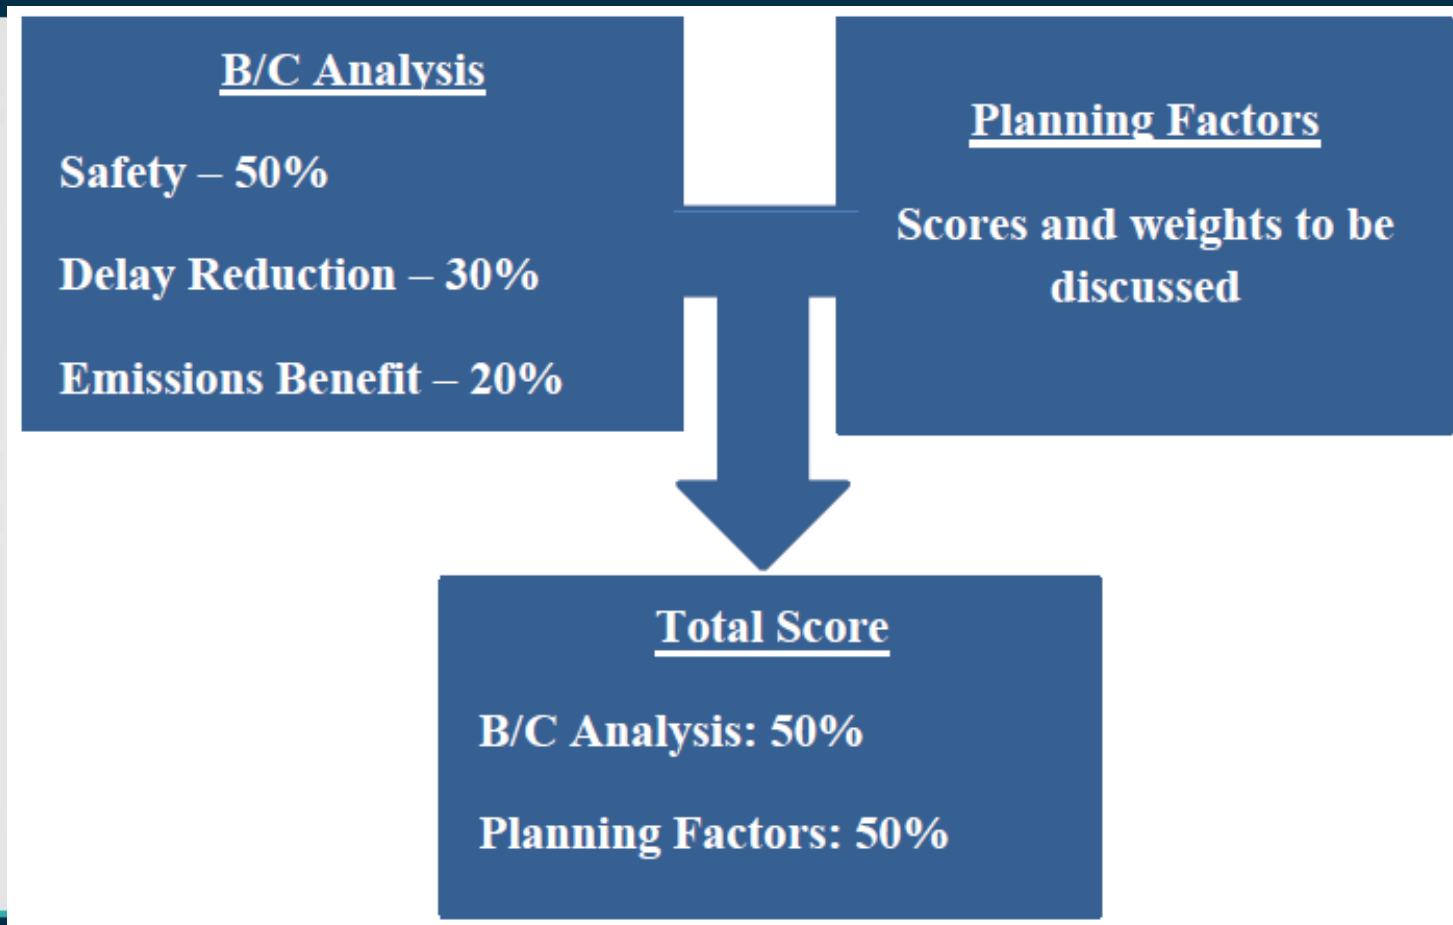 B/C Analysis
Safety – 50%
Delay Reduction – 30%
Emissions Benefit – 20%
Planning Factors
Scores and weights to be
discussed
Total Score
B/C Analysis: 50%
Planning Factors: 50%